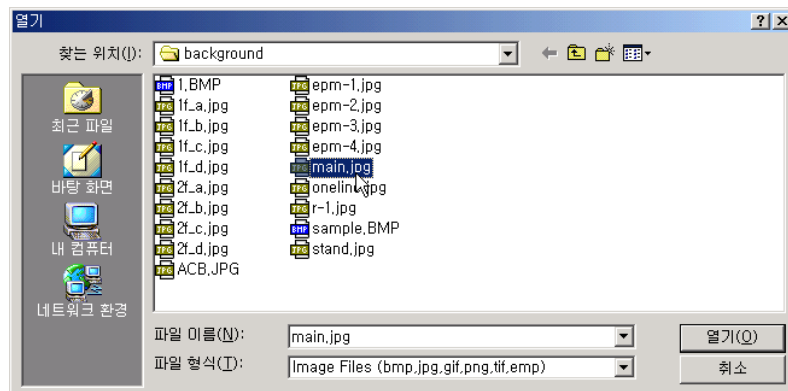 열기
찾는 위치(I):
background
최근 파일
바탕 화면
내 컴퓨터
네트워크 환경
1.BMP
1f_a.jpg
1f_b.jpg
1f_c.jpg
1f_d.jpg
2f_a.jpg
2f_b.jpg
2f_c.jpg
2f_d.jpg
ACB.JPG
epm-1.jpg
epm-2.jpg
epm-3.jpg
epm-4.jpg
main.jpg
r-1.jpg
sample.BMP
stand.jpg
파일 이름(N):
main.jpg
열기(O)
파일 형식(T):
Image Files (bmp,jpg,gif,png,tif,emp)
취소